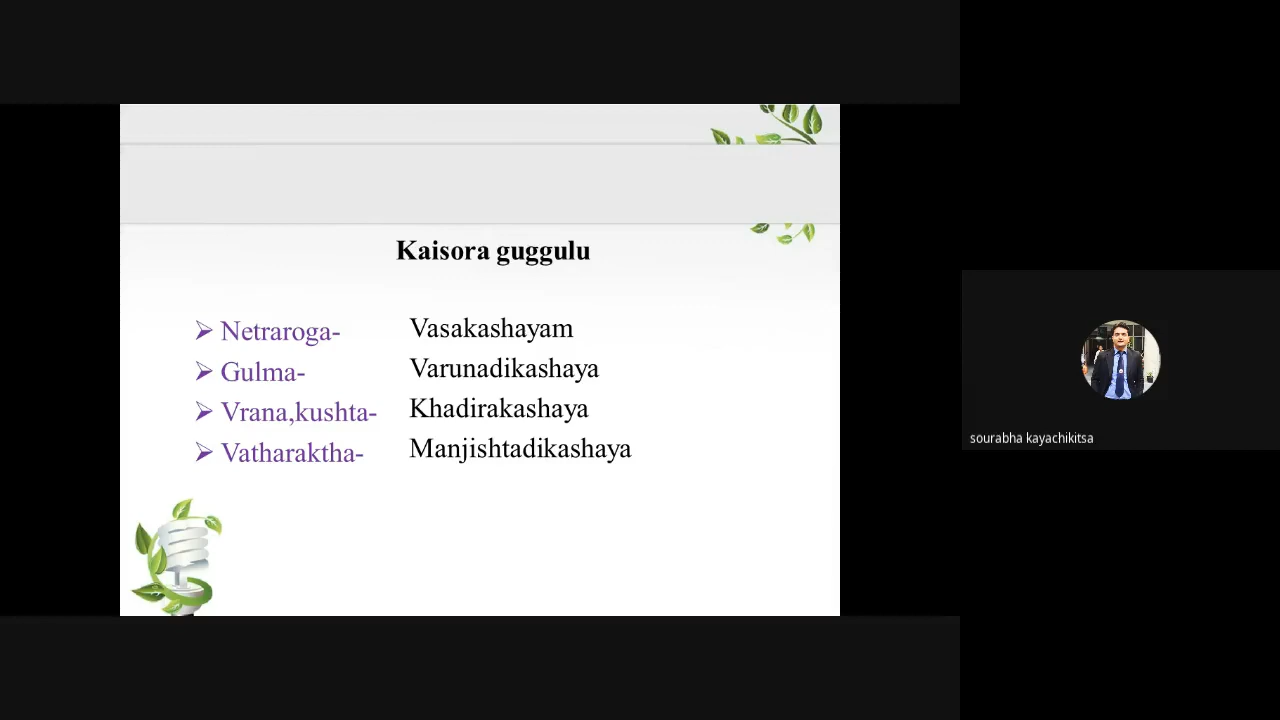 Kaisora guggulu
➢ Netraroga- Vasakashayam
➢ Gulma- Varunadikashaya
➢ Vrana,kushta- Khadirakashaya
➢ Vatharaktha- Manjishtadikashaya
sourabha kayachikitsa